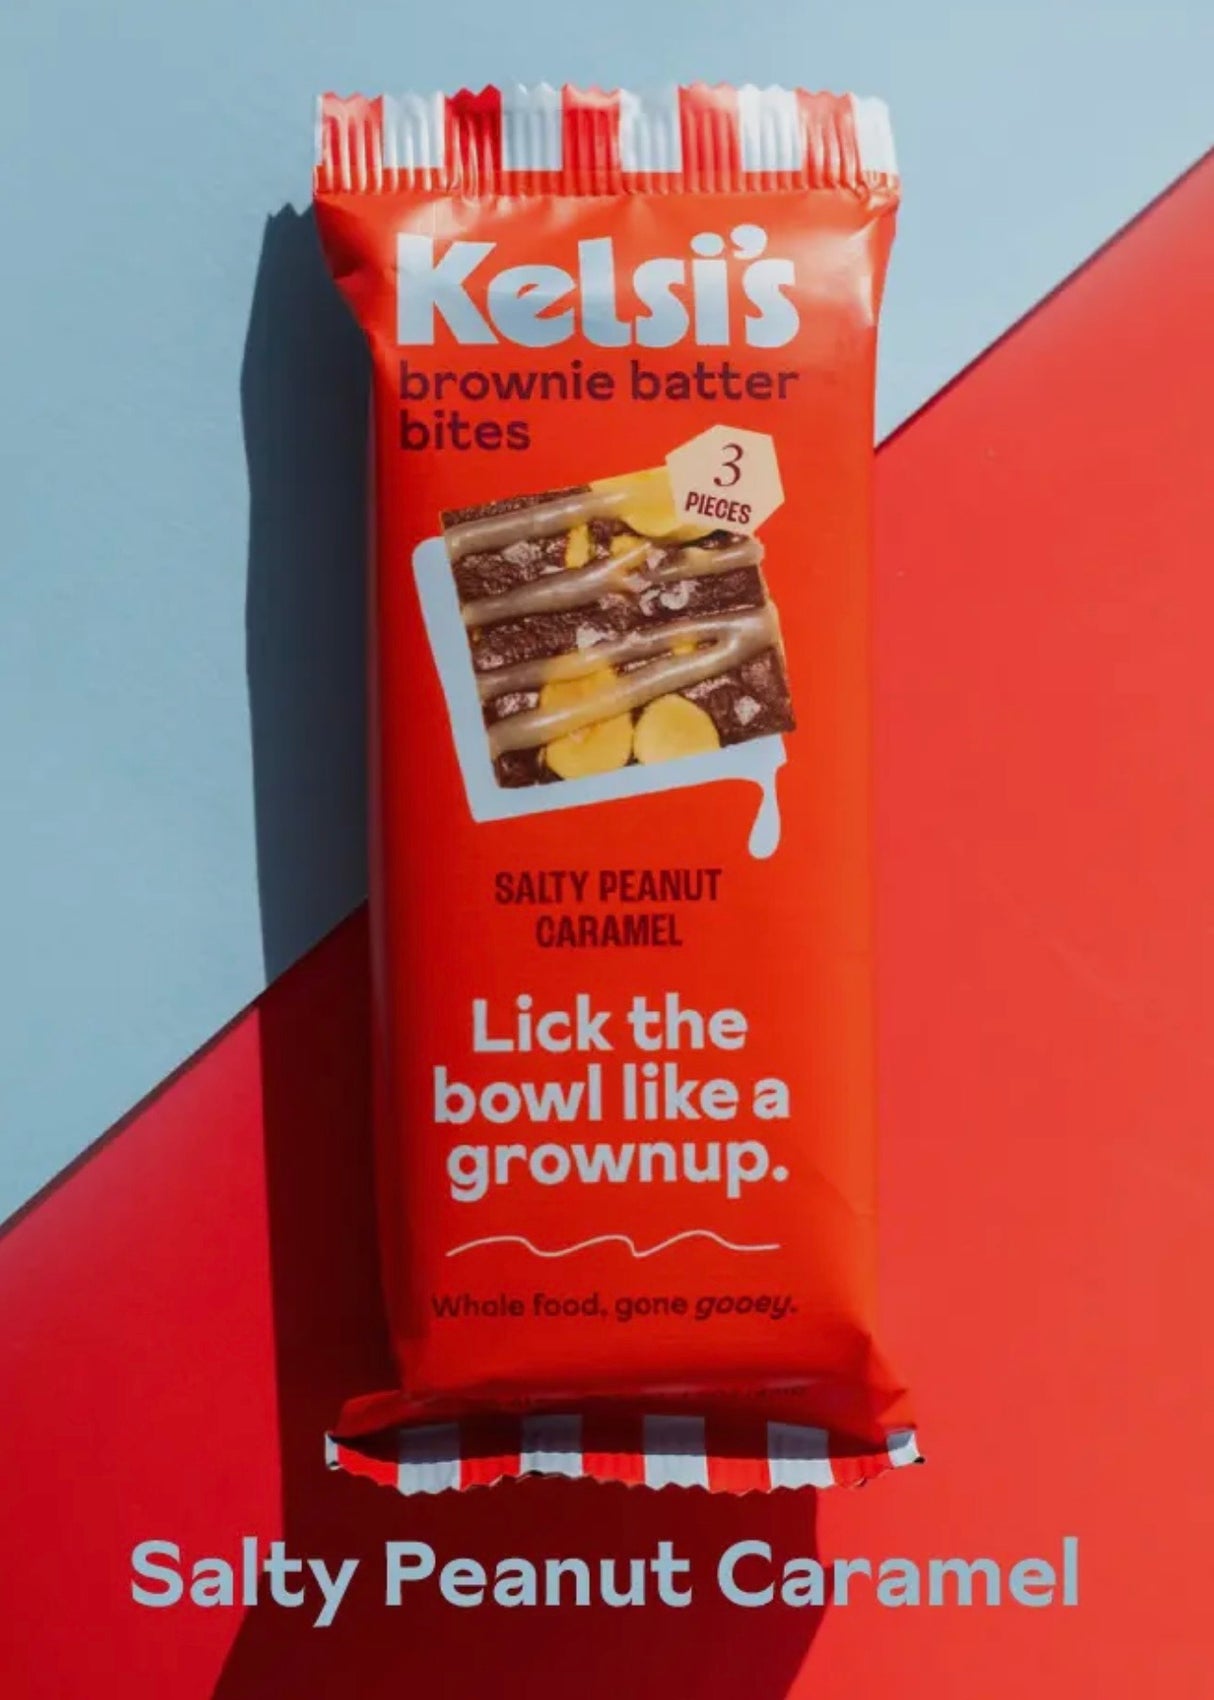 Kelsi's
brownie batter
bites
3
PIECES
SALTY PEANUT
CARAMEL
Lick the
bowl like a
grownup.
Whole food, gone gooey.
Salty Peanut Caramel